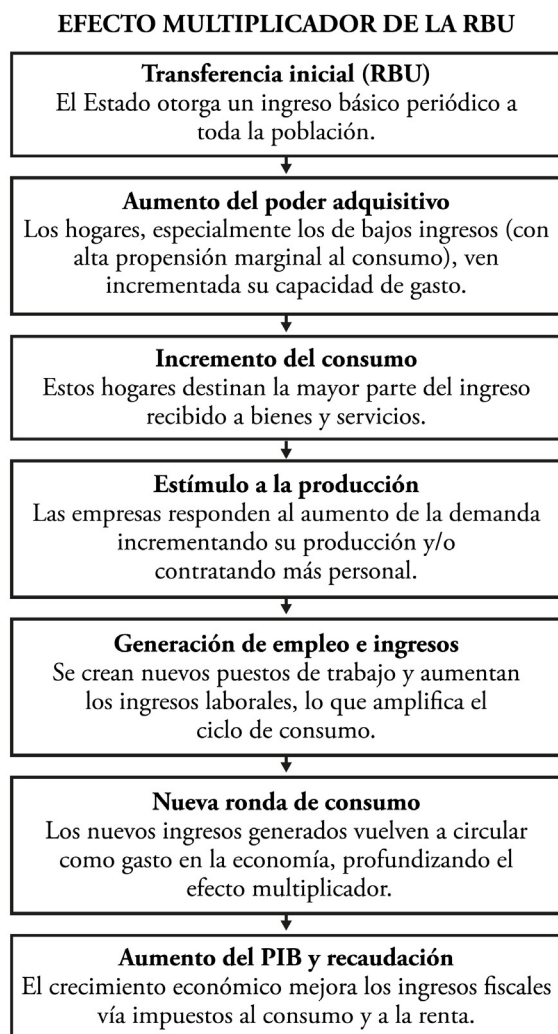 EFECTO MULTIPLICADOR DE LA RBU
Transferencia inicial (RBU)
El Estado otorga un ingreso básico periódico a
toda la población.
Aumento del poder adquisitivo
Los hogares, especialmente los de bajos ingresos (con
alta propensión marginal al consumo), ven
incrementada su capacidad de gasto.
Incremento del consumo
Estos hogares destinan la mayor parte del ingreso
recibido a bienes y servicios.
Estímulo a la producción
Las empresas responden al aumento de la demanda
incrementando su producción y/o
contratando más personal.
Generación de empleo e ingresos
Se crean nuevos puestos de trabajo y aumentan
los ingresos laborales, lo que amplifica el
ciclo de consumo.
Nueva ronda de consumo
Los nuevos ingresos generados vuelven a circular
como gasto en la economía, profundizando el
efecto multiplicador.
Aumento del PIB y recaudación
El crecimiento económico mejora los ingresos fiscales
vía impuestos al consumo y a la renta.